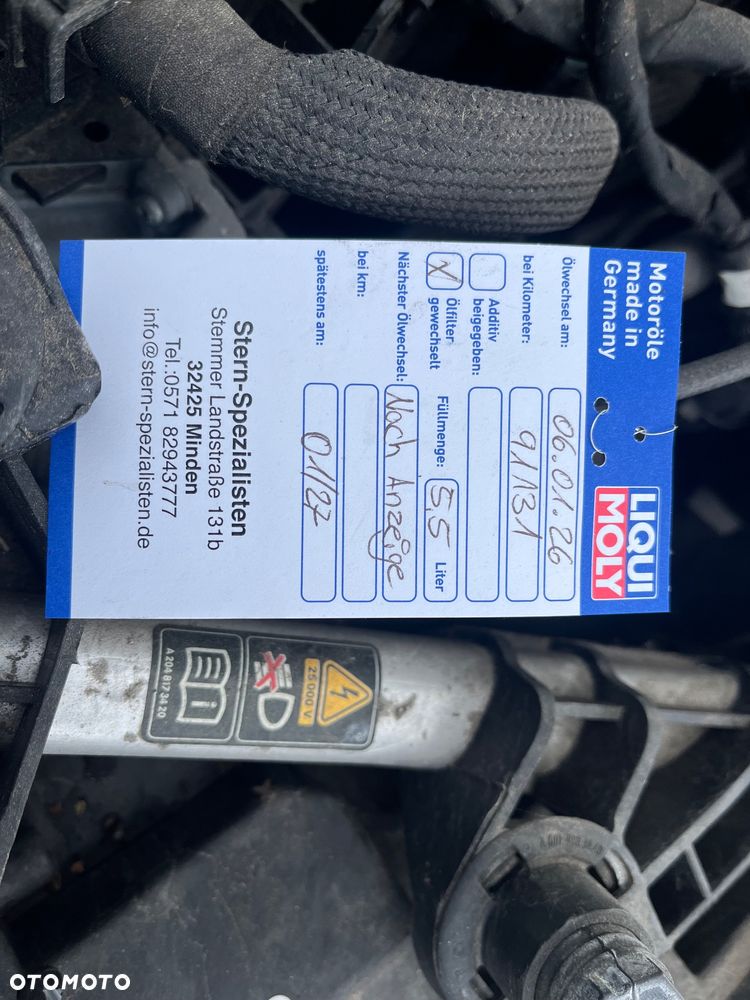 Motoröle
made in
Germany
LIQUI
MOLY
Ölwechsel am: 06.01.26
bei Kilometer: 91131
Additiv
beigegeben:
X Ölfilter
gewechselt
Füllmenge: 5,5 Liter
Nächster Ölwechsel: Nach Anzeige
bei km:
spätestens am: 01/27
Stern-Spezialisten
Stemmer Landstraße 131b
32425 Minden
Tel.:0571 82943777
info@stern-spezialisten.de
25 000 V
A 204 817 34 20
OTOMOTO